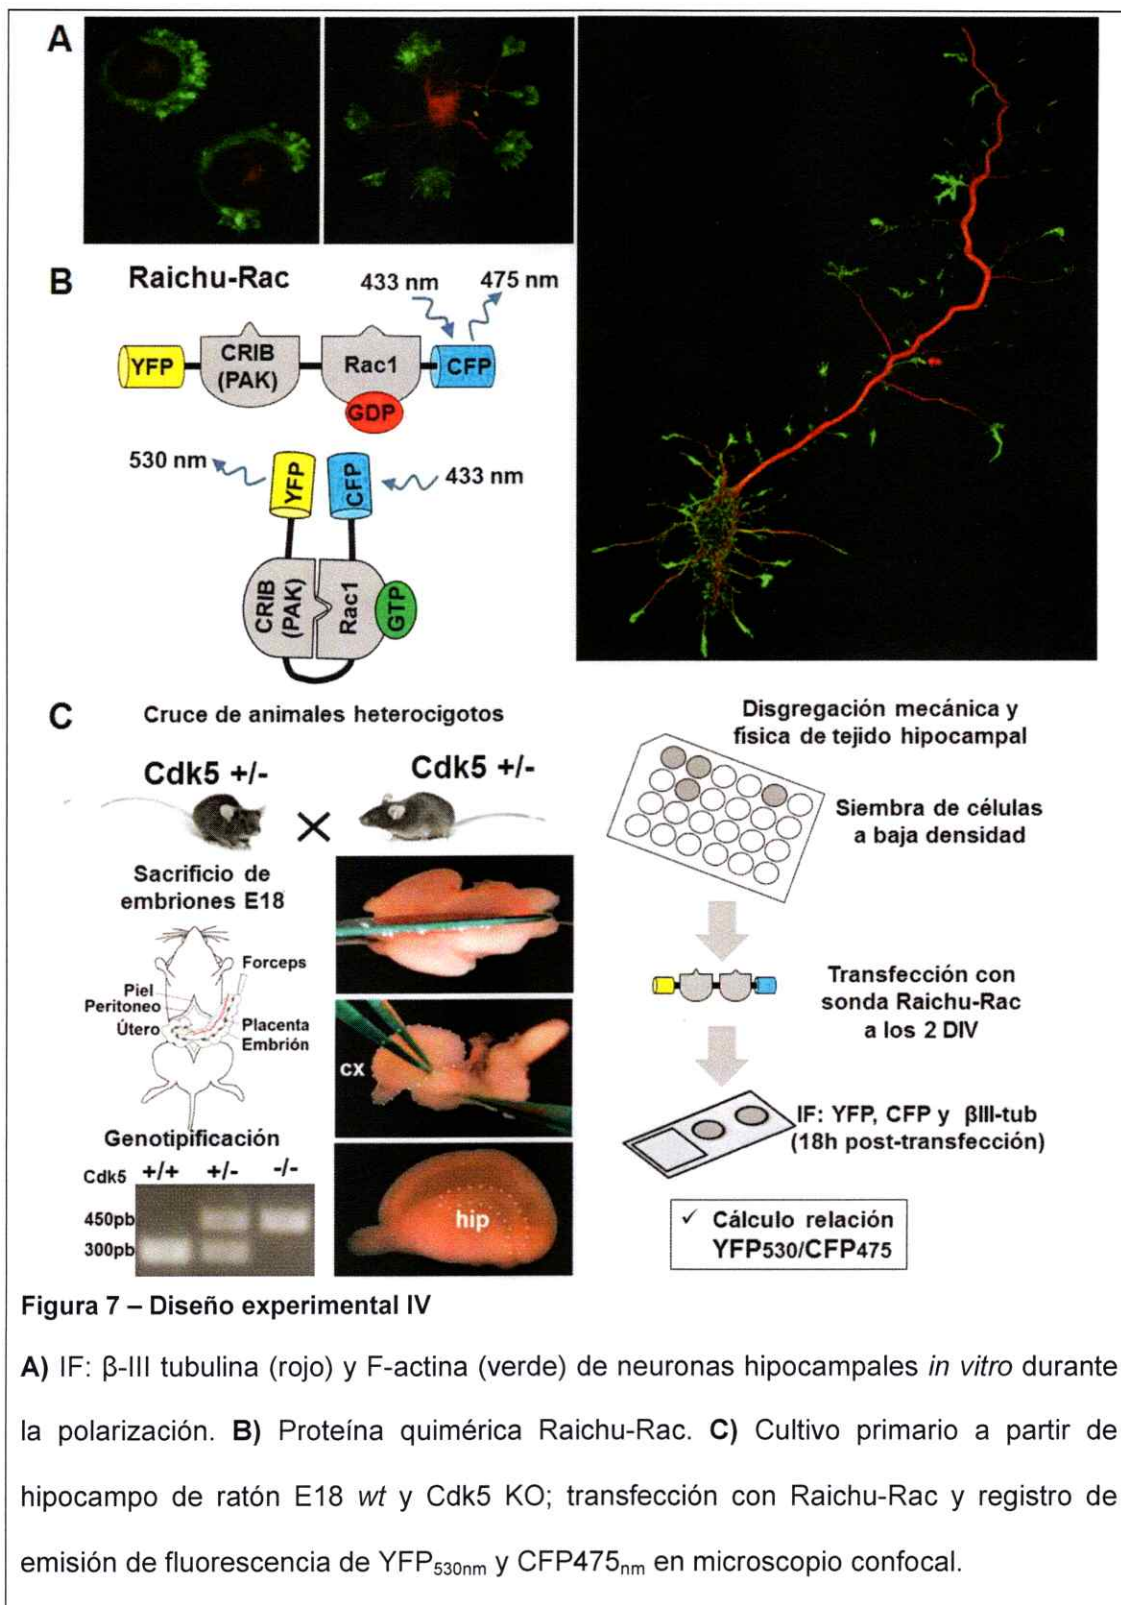 A
B
Raichu-Rac
433 nm
475 nm
YFP
CRIB
(PAK)
Rac1
CFP
GDP
530 nm
YFP
CFP
433 nm
CRIB
(PAK)
Rac1
GTP
C
Cruce de animales heterocigotos
Cdk5 +/-
Cdk5 +/-
Sacrificio de
embriones E18
Forceps
Piel
Peritoneo
Útero
Placenta
Embrión
Genotipificación
Cdk5 +/+ +/- -/-
450pb
300pb
cx
hip
Disgregación mecánica y
física de tejido hipocampal
Siembra de células
a baja densidad
Transfección con
sonda Raichu-Rac
a los 2 DIV
IF: YFP, CFP y βIII-tub
(18h post-transfección)
✓ Cálculo relación
YFP530/CFP475
Figura 7 – Diseño experimental IV
A) IF: β-III tubulina (rojo) y F-actina (verde) de neuronas hipocampales in vitro durante
la polarización. B) Proteína quimérica Raichu-Rac. C) Cultivo primario a partir de
hipocampo de ratón E18 wt y Cdk5 KO; transfección con Raichu-Rac y registro de
emisión de fluorescencia de YFP530nm y CFP475nm en microscopio confocal.